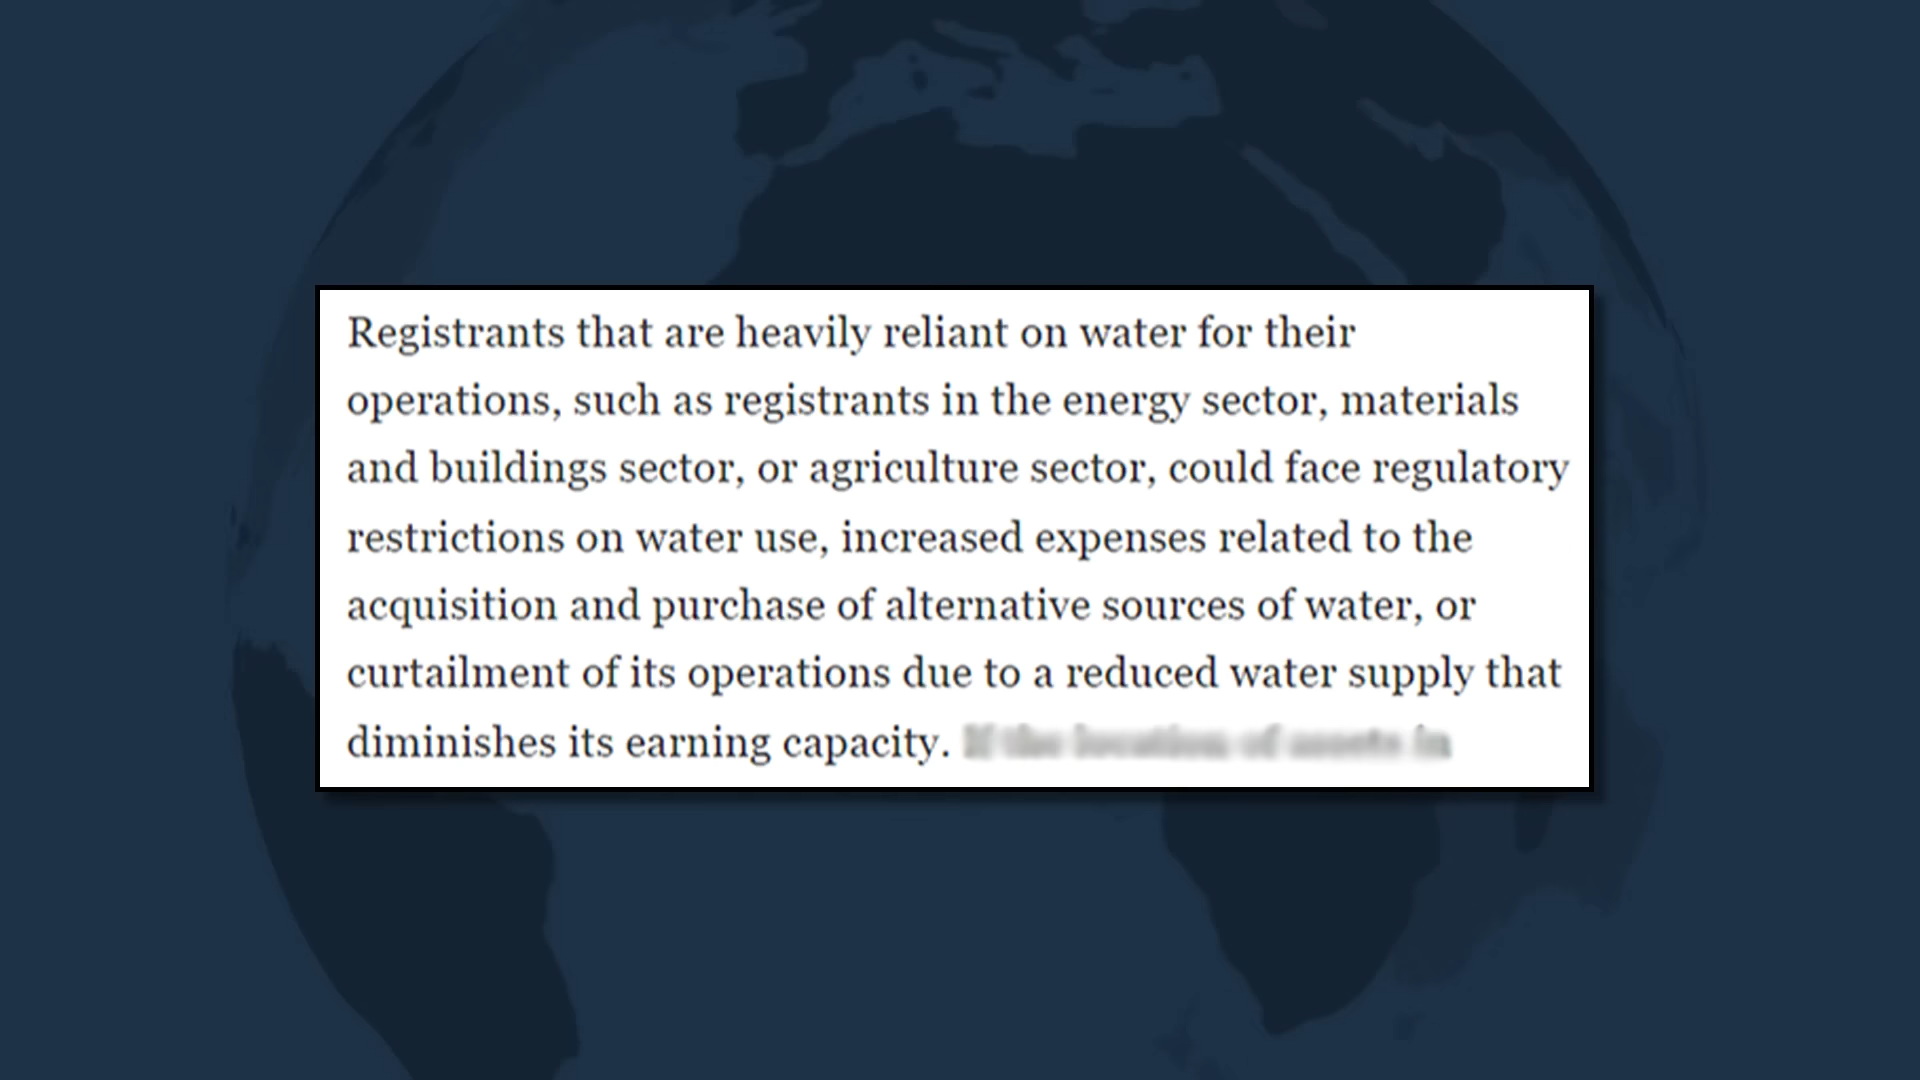 Registrants that are heavily reliant on water for their
operations, such as registrants in the energy sector, materials
and buildings sector, or agriculture sector, could face regulatory
restrictions on water use, increased expenses related to the
acquisition and purchase of alternative sources of water, or
curtailment of its operations due to a reduced water supply that
diminishes its earning capacity.